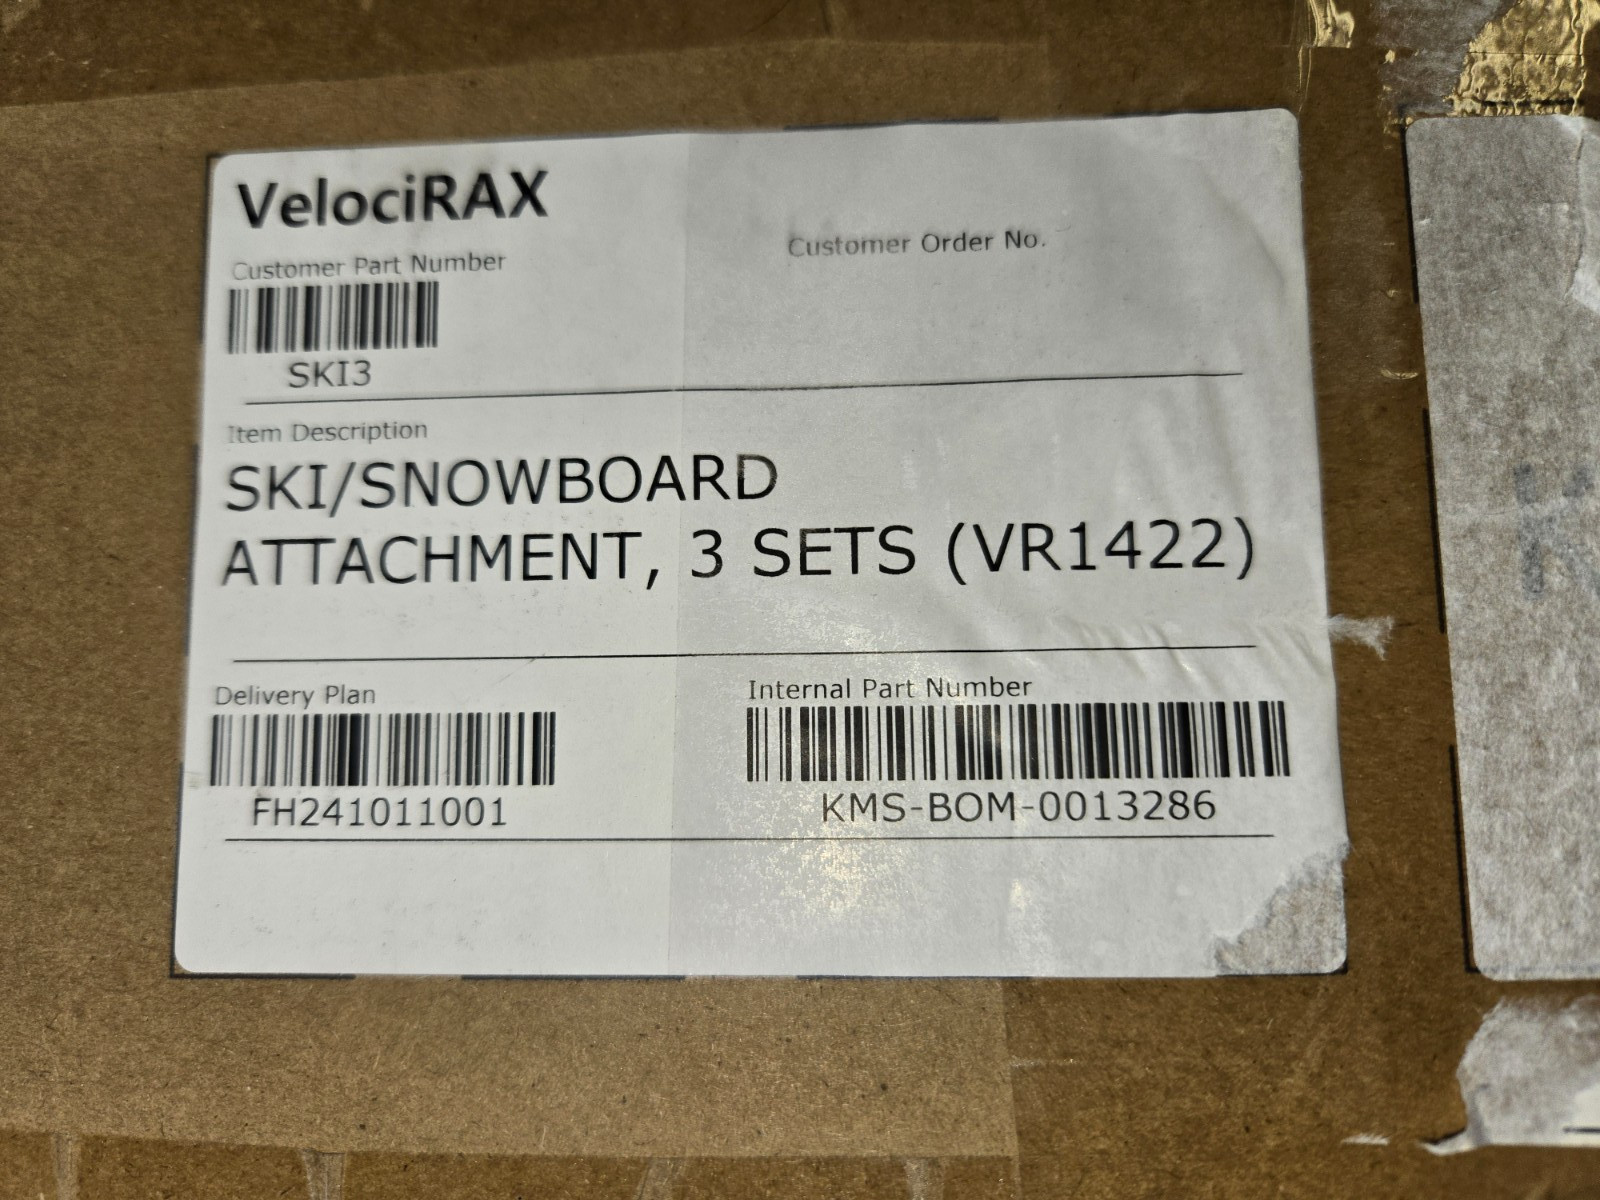 VelociRAX
Customer Part Number
Customer Order No.
SKI3
Item Description
SKI/SNOWBOARD
ATTACHMENT, 3 SETS (VR1422)
Delivery Plan
Internal Part Number
FH241011001
KMS-BOM-0013286